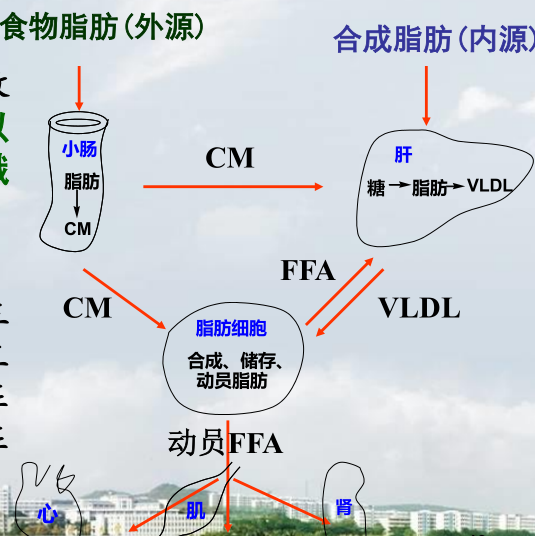 食物脂肪(外源)
合成脂肪(内源)
小肠
脂肪
CM
CM
肝
糖
脂肪
VLDL
CM
FFA
VLDL
脂肪细胞
合成、储存、
动员脂肪
动员FFA
心
肌
肾